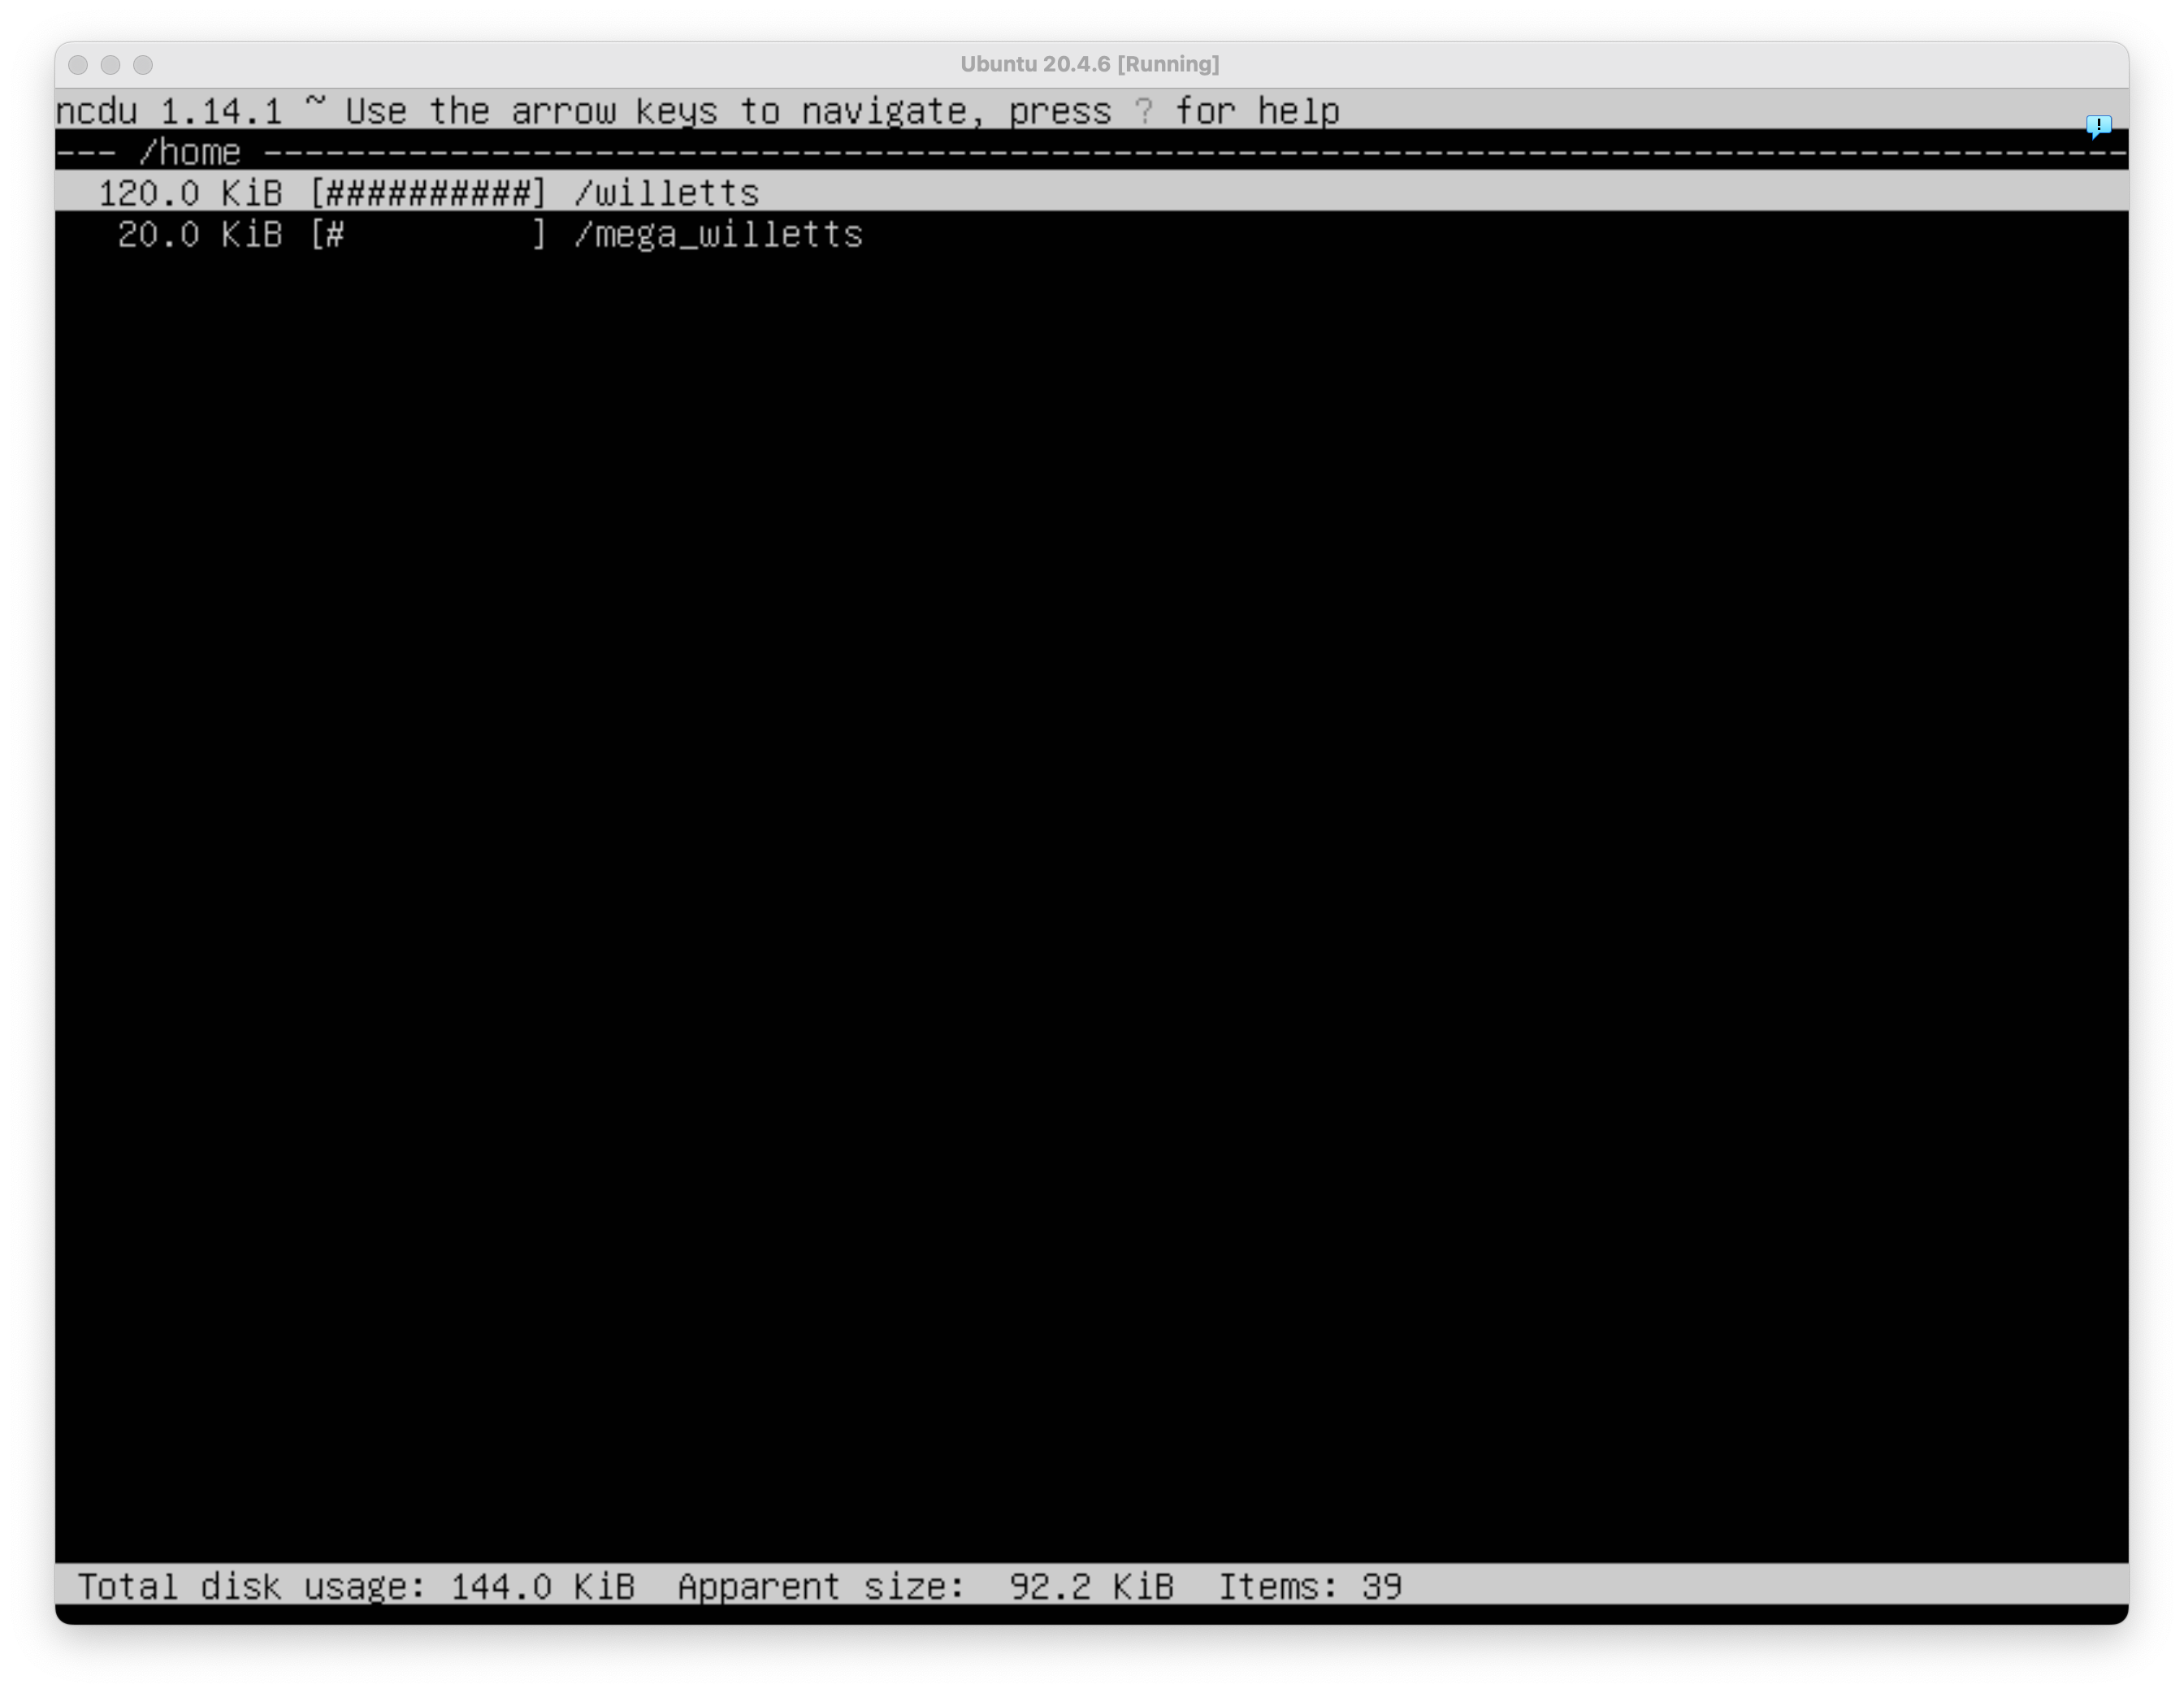 Ubuntu 20.4.6 [Running]
ncdu 1.14.1 ~ Use the arrow keys to navigate, press ? for help
--- /home ------------------------------------------------------------------------------------------
  120.0 KiB [##########] /willetts
   20.0 KiB [#         ] /mega_willetts
Total disk usage: 144.0 KiB  Apparent size:  92.2 KiB  Items: 39